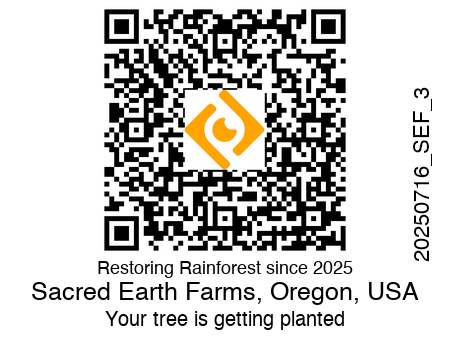 20250716_SEF_3
Restoring Rainforest since 2025
Sacred Earth Farms, Oregon, USA
Your tree is getting planted